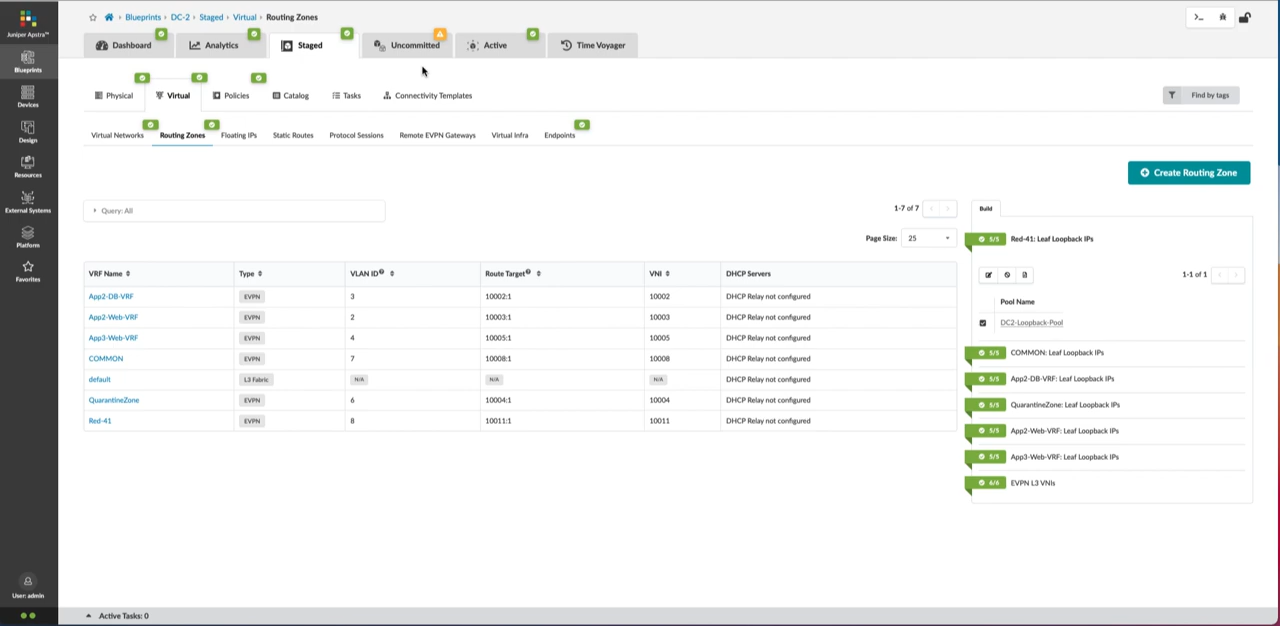 Juniper Apstra™
Blueprints
Devices
Design
Resources
External Systems
Platform
Favorites
User: admin
Blueprints › DC-2 › Staged › Virtual › Routing Zones
Dashboard
Analytics
Staged
Uncommitted
Active
Time Voyager
Physical
Virtual
Policies
Catalog
Tasks
Connectivity Templates
Find by tags
Virtual Networks
Routing Zones
Floating IPs
Static Routes
Protocol Sessions
Remote EVPN Gateways
Virtual Infra
Endpoints
Create Routing Zone
Query: All
1-7 of 7
Page Size: 25
VRF Name Type VLAN ID Route Target VNI DHCP Servers
App2-DB-VRF EVPN 3 10002:1 10002 DHCP Relay not configured
App2-Web-VRF EVPN 2 10003:1 10003 DHCP Relay not configured
App3-Web-VRF EVPN 4 10005:1 10005 DHCP Relay not configured
COMMON EVPN 7 10008:1 10008 DHCP Relay not configured
default L3 Fabric N/A N/A N/A DHCP Relay not configured
QuarantineZone EVPN 6 10004:1 10004 DHCP Relay not configured
Red-41 EVPN 8 10011:1 10011 DHCP Relay not configured
Build
5/5 Red-41: Leaf Loopback IPs
1-1 of 1
Pool Name
DC2-Loopback-Pool
5/5 COMMON: Leaf Loopback IPs
5/5 App2-DB-VRF: Leaf Loopback IPs
5/5 QuarantineZone: Leaf Loopback IPs
5/5 App2-Web-VRF: Leaf Loopback IPs
5/5 App3-Web-VRF: Leaf Loopback IPs
6/6 EVPN L3 VNIs
Active Tasks: 0